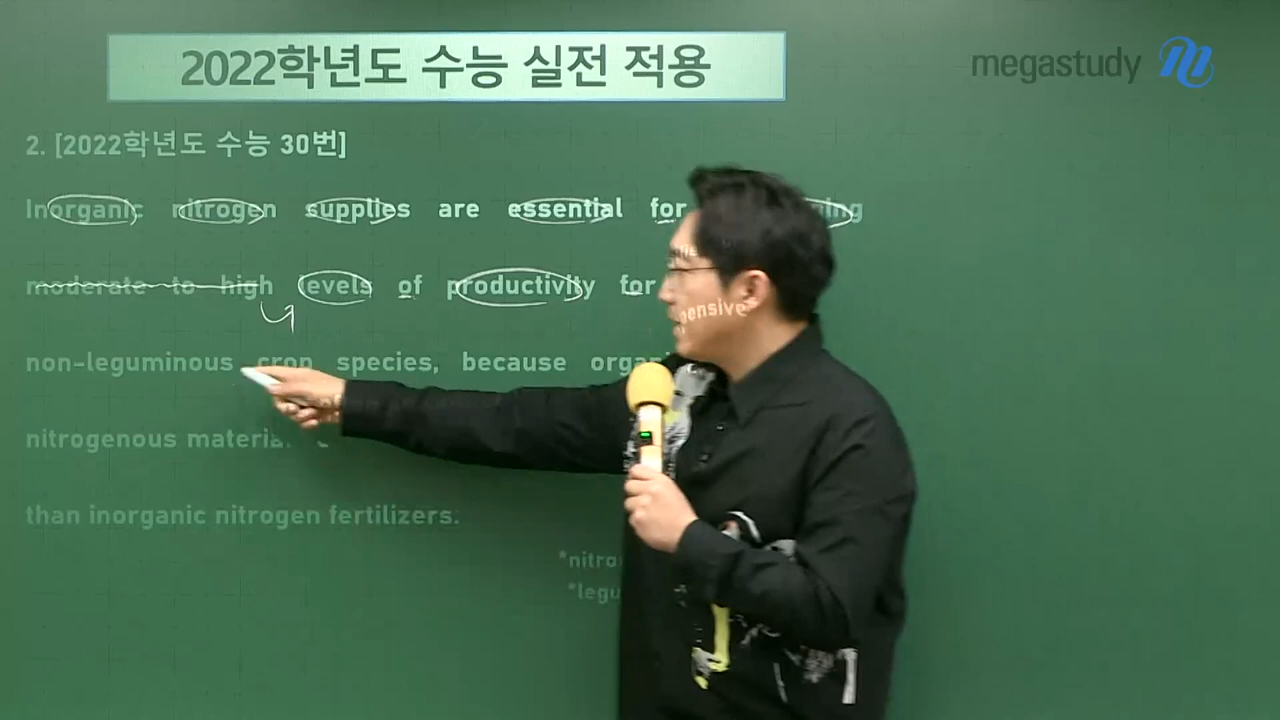 2022학년도 수능 실전 적용
megastudy
2. [2022학년도 수능 30번]
Inorganic nitrogen supplies are essential for
moderate to high levels of productivity for
non-leguminous crop species, because
nitrogenous
than inorganic nitrogen fertilizers.